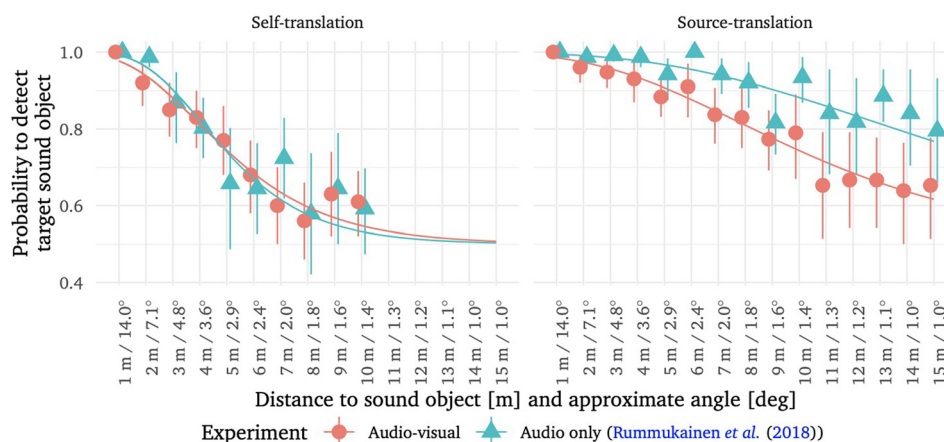 Self-translation
Source-translation
Probability to detect
target sound object
1.0
0.8
0.6
0.4
1 m / 14.0°
2 m / 7.1°
3 m / 4.8°
4 m / 3.6°
5 m / 2.9°
6 m / 2.4°
7 m / 2.0°
8 m / 1.8°
9 m / 1.6°
10 m / 1.4°
11 m / 1.3°
12 m / 1.2°
13 m / 1.1°
14 m / 1.0°
15 m / 1.0°
1 m / 14.0°
2 m / 7.1°
3 m / 4.8°
4 m / 3.6°
5 m / 2.9°
6 m / 2.4°
7 m / 2.0°
8 m / 1.8°
9 m / 1.6°
10 m / 1.4°
11 m / 1.3°
12 m / 1.2°
13 m / 1.1°
14 m / 1.0°
15 m / 1.0°
Distance to sound object [m] and approximate angle [deg]
Experiment Audio-visual Audio only (Rummukainen et al. (2018))